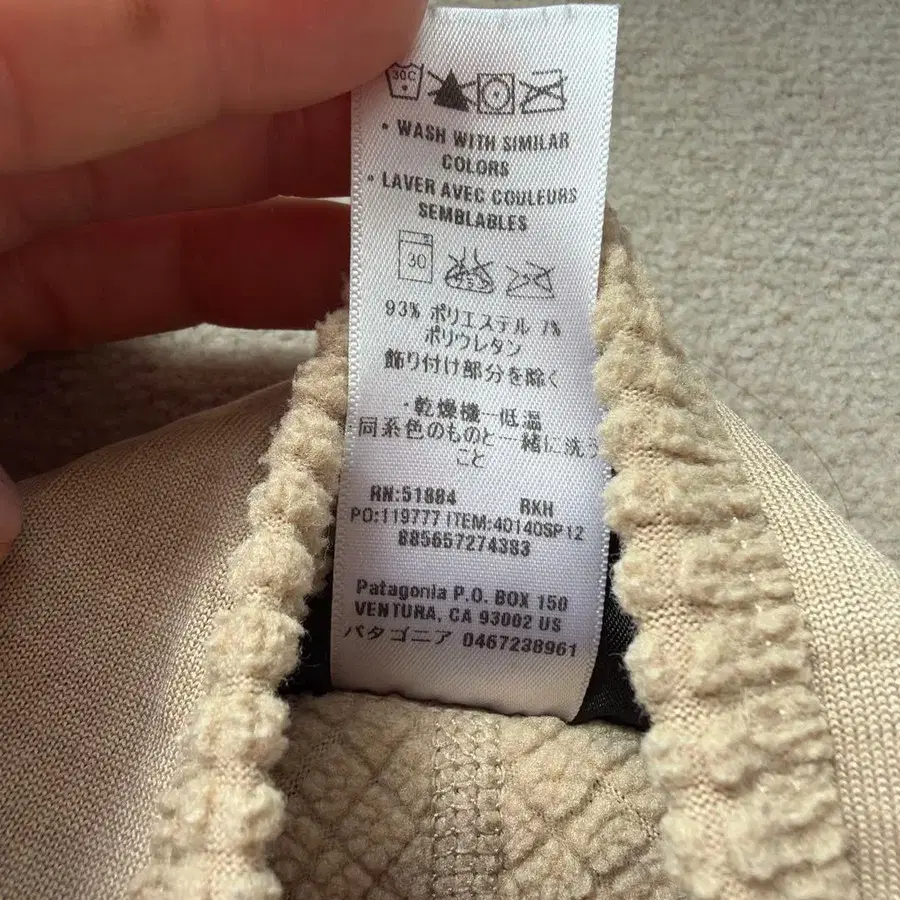 30C
• WASH WITH SIMILAR
COLORS
• LAVER AVEC COULEURS
SEMBLABLES
30
93% ポリエステル 7%
ポリウレタン
飾り付け部分を除く
・乾燥機―低温
同系色のものと一緒に洗う
こと
RN:51884 RKH
PO:119777 ITEM:40140SP12
885657274383
Patagonia P.O. BOX 150
VENTURA, CA 93002 US
パタゴニア 0467238961